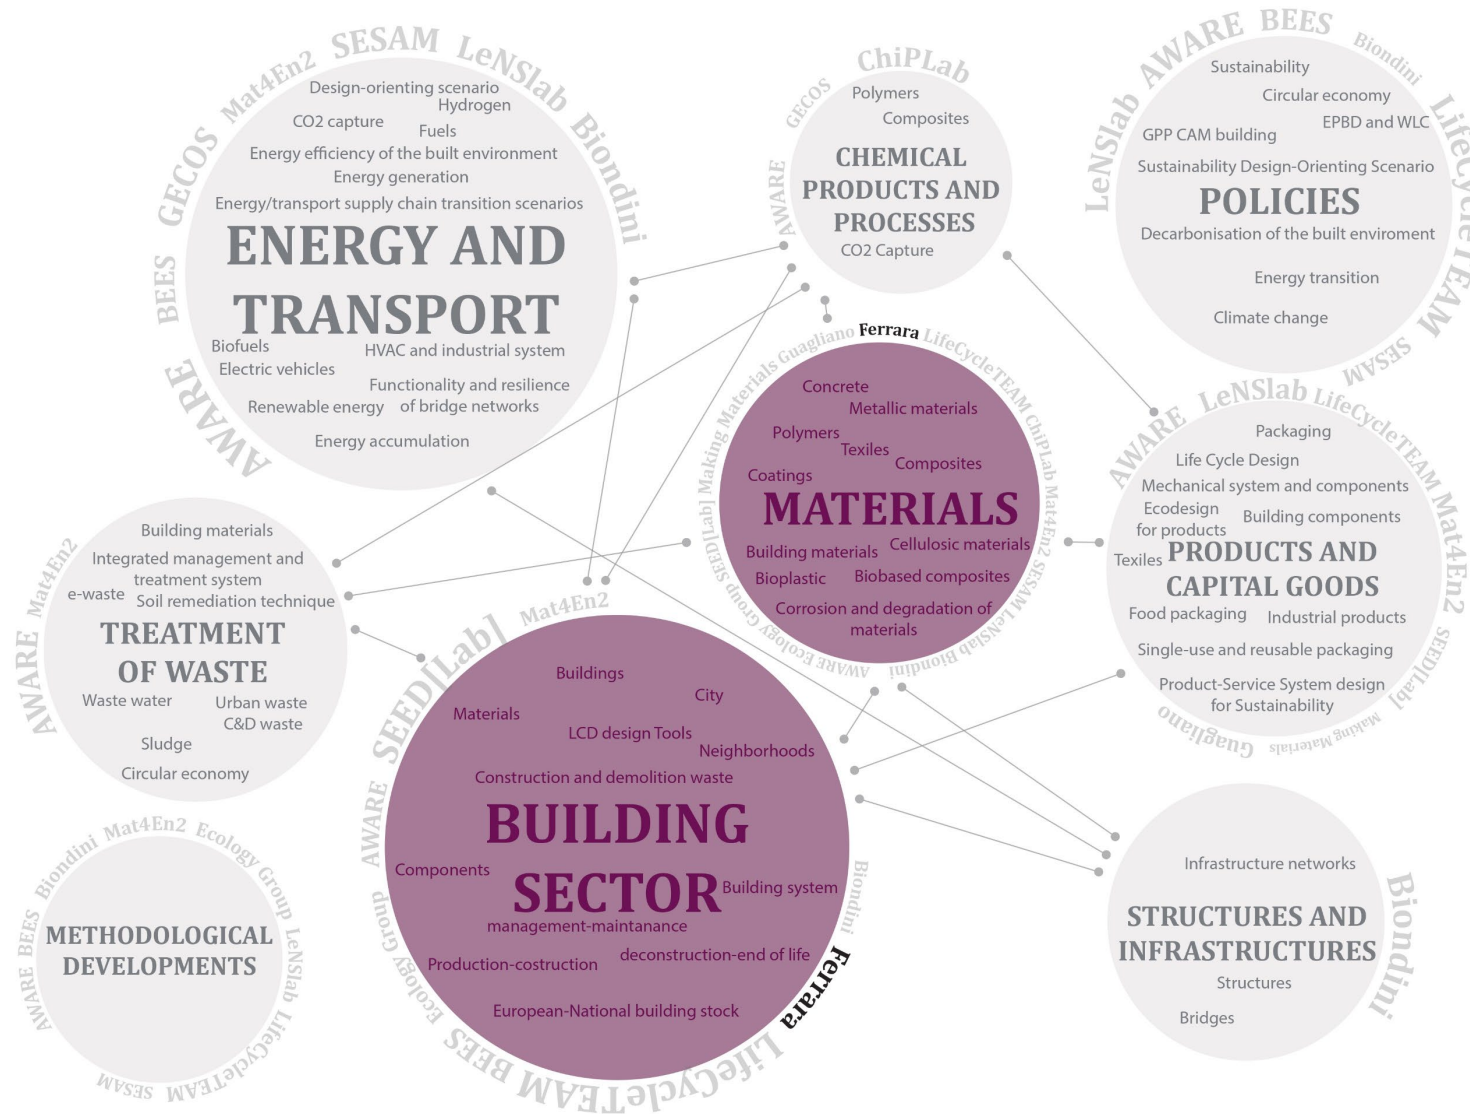 AWARE BEES GECOS Mat4En2 SESAM LeNSlab Biondini
Design-orienting scenario
Hydrogen
CO2 capture
Fuels
Energy efficiency of the built environment
Energy generation
Energy/transport supply chain transition scenarios
ENERGY AND
TRANSPORT
Biofuels
HVAC and industrial system
Electric vehicles
Functionality and resilience
of bridge networks
Renewable energy
Energy accumulation
AWARE GECOS ChiPLab
Polymers
Composites
CHEMICAL
PRODUCTS AND
PROCESSES
CO2 Capture
LeNSlab AWARE BEES Biondini LifeCycleTEAM SESAM
Sustainability
Circular economy
EPBD and WLC
GPP CAM building
Sustainability Design-Orienting Scenario
POLICIES
Decarbonisation of the built enviroment
Energy transition
Climate change
AWARE Ecology Group SEED[Lab] Making Materials Guagliano Ferrara LifeCycleTEAM ChiPLab Mat4En2 SESAM LeNSlab Biondini
Concrete
Metallic materials
Polymers
Texiles
Composites
Coatings
MATERIALS
Building materials
Cellulosic materials
Bioplastic
Biobased composites
Corrosion and degradation of
materials
AWARE LeNSlab LifeCycleTEAM Mat4En2 SEED[Lab] Making Materials Guagliano
Packaging
Life Cycle Design
Mechanical system and components
Ecodesign
for products
Building components
Texiles
PRODUCTS AND
CAPITAL GOODS
Food packaging
Industrial products
Single-use and reusable packaging
Product-Service System design
for Sustainability
AWARE Mat4En2
Building materials
Integrated management and
treatment system
e-waste
Soil remediation technique
TREATMENT
OF WASTE
Waste water
Urban waste
C&D waste
Sludge
Circular economy
Ecology Group AWARE SEED[Lab] Mat4En2
Buildings
City
Materials
LCD design Tools
Neighborhoods
Construction and demolition waste
BUILDING
SECTOR
Components
Building system
management-maintanance
deconstruction-end of life
Production-costruction
European-National building stock
Biondini Ferrara LifeCycleTEAM BEES
AWARE BEES Biondini Mat4En2 Ecology Group LeNSlab LifeCycleTEAM SESAM
METHODOLOGICAL
DEVELOPMENTS
Biondini
Infrastructure networks
STRUCTURES AND
INFRASTRUCTURES
Structures
Bridges